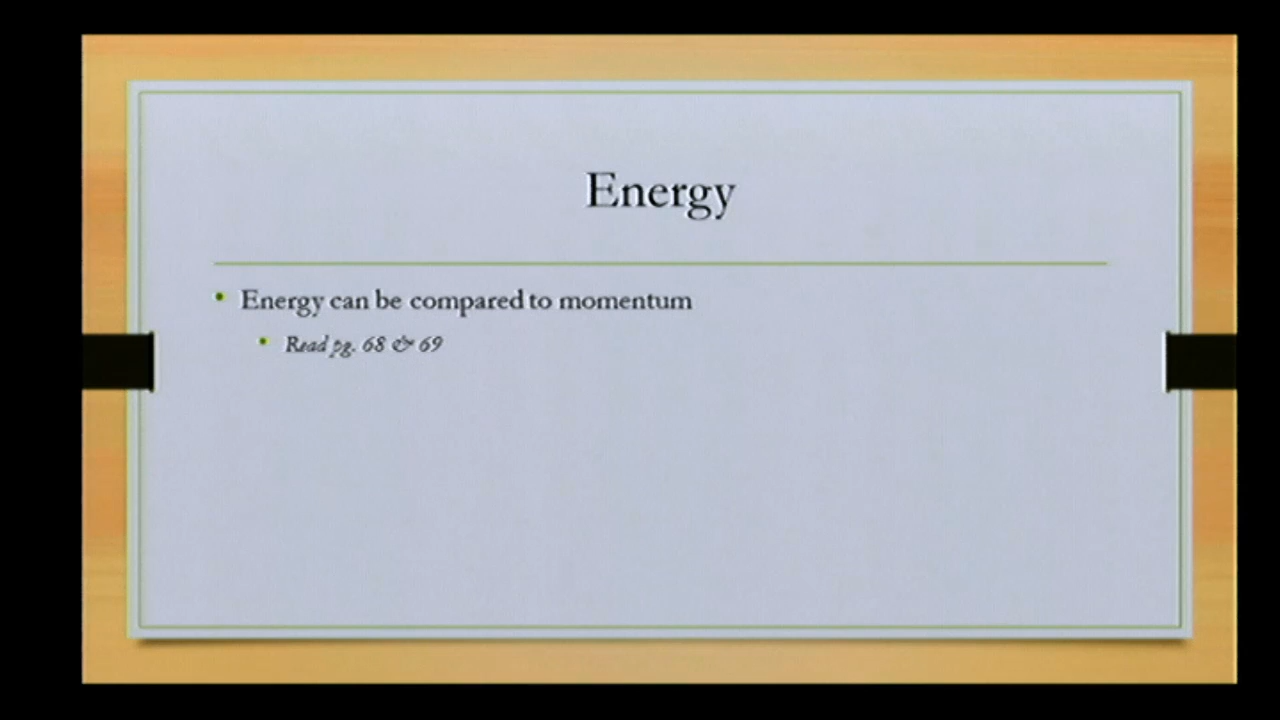 Energy
• Energy can be compared to momentum
• Read pg. 68 & 69